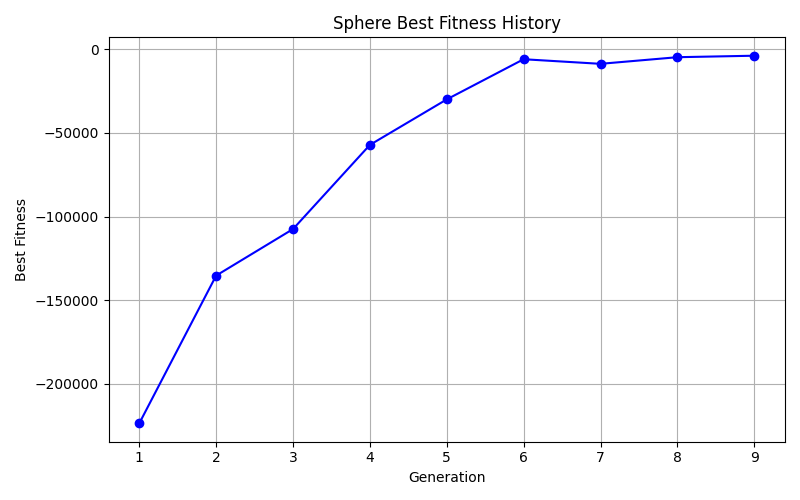 Sphere Best Fitness History
Best Fitness
0
−50000
−100000
−150000
−200000
1 2 3 4 5 6 7 8 9
Generation